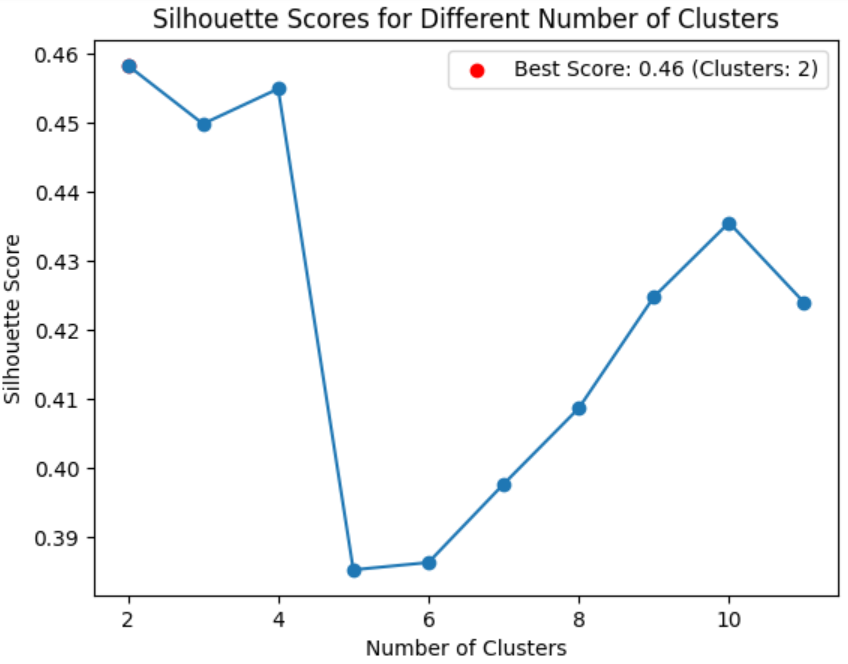 Silhouette Scores for Different Number of Clusters
Best Score: 0.46 (Clusters: 2)
0.46
0.45
0.44
0.43
0.42
0.41
0.40
0.39
Silhouette Score
2 4 6 8 10
Number of Clusters